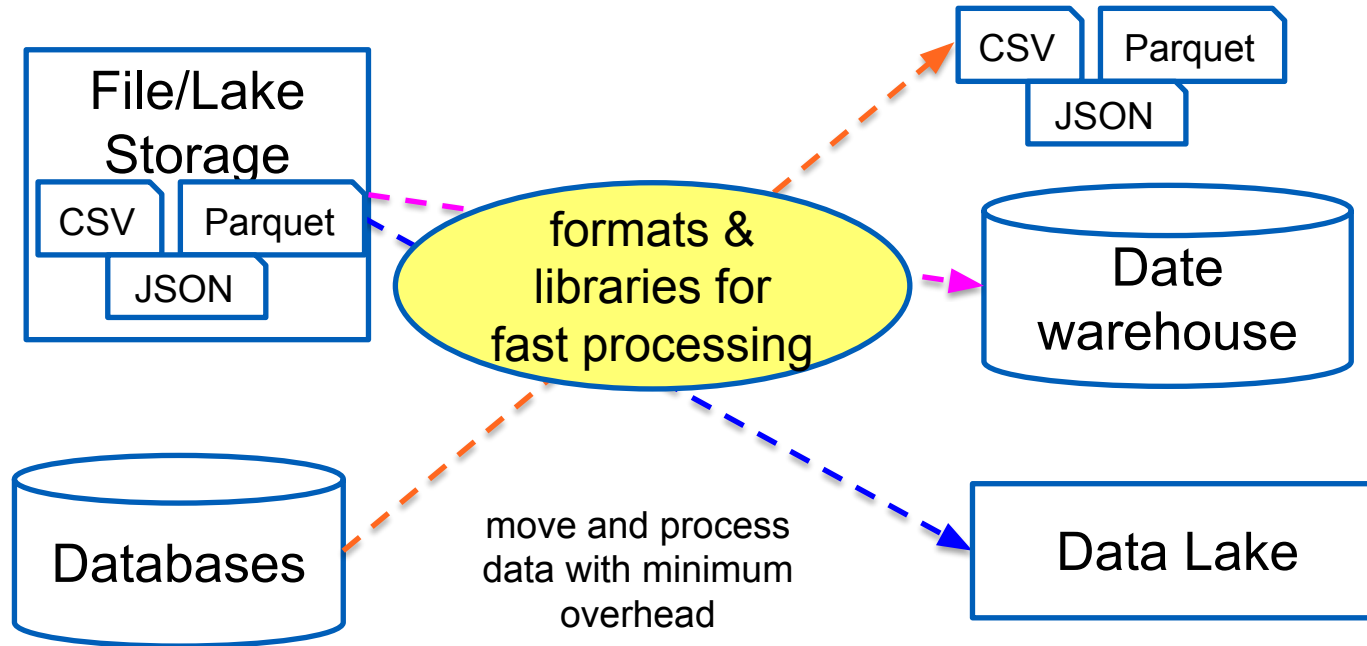 File/Lake
Storage
CSV
Parquet
JSON
Databases
formats &
libraries for
fast processing
move and process
data with minimum
overhead
CSV
Parquet
JSON
Date
warehouse
Data Lake